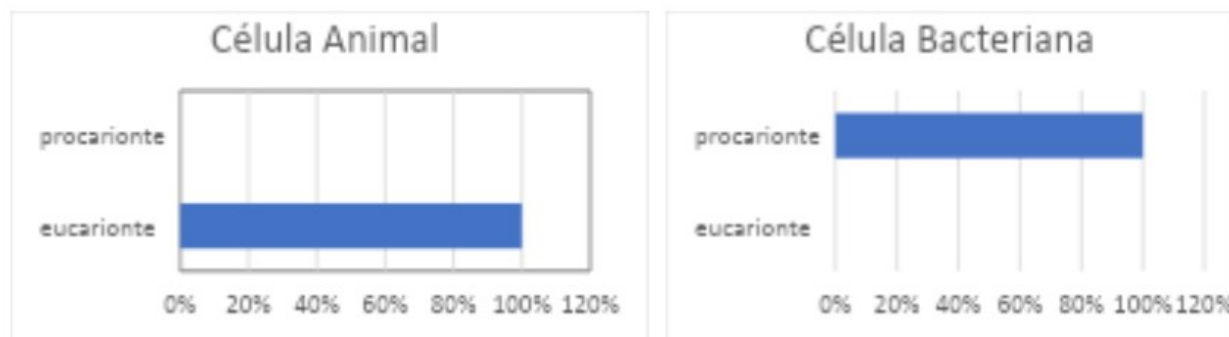 Célula Animal
procarionte
eucarionte
0% 20% 40% 60% 80% 100% 120%
Célula Bacteriana
procarionte
eucarionte
0% 20% 40% 60% 80% 100% 120%